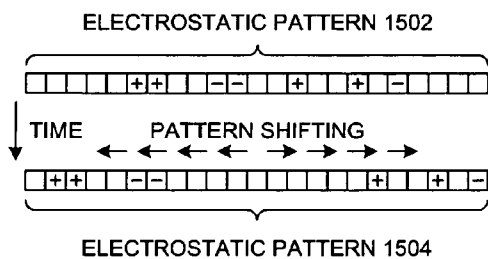 ELECTROSTATIC PATTERN 1502
+ + - - + + -
TIME PATTERN SHIFTING
+ + - - + + -
ELECTROSTATIC PATTERN 1504